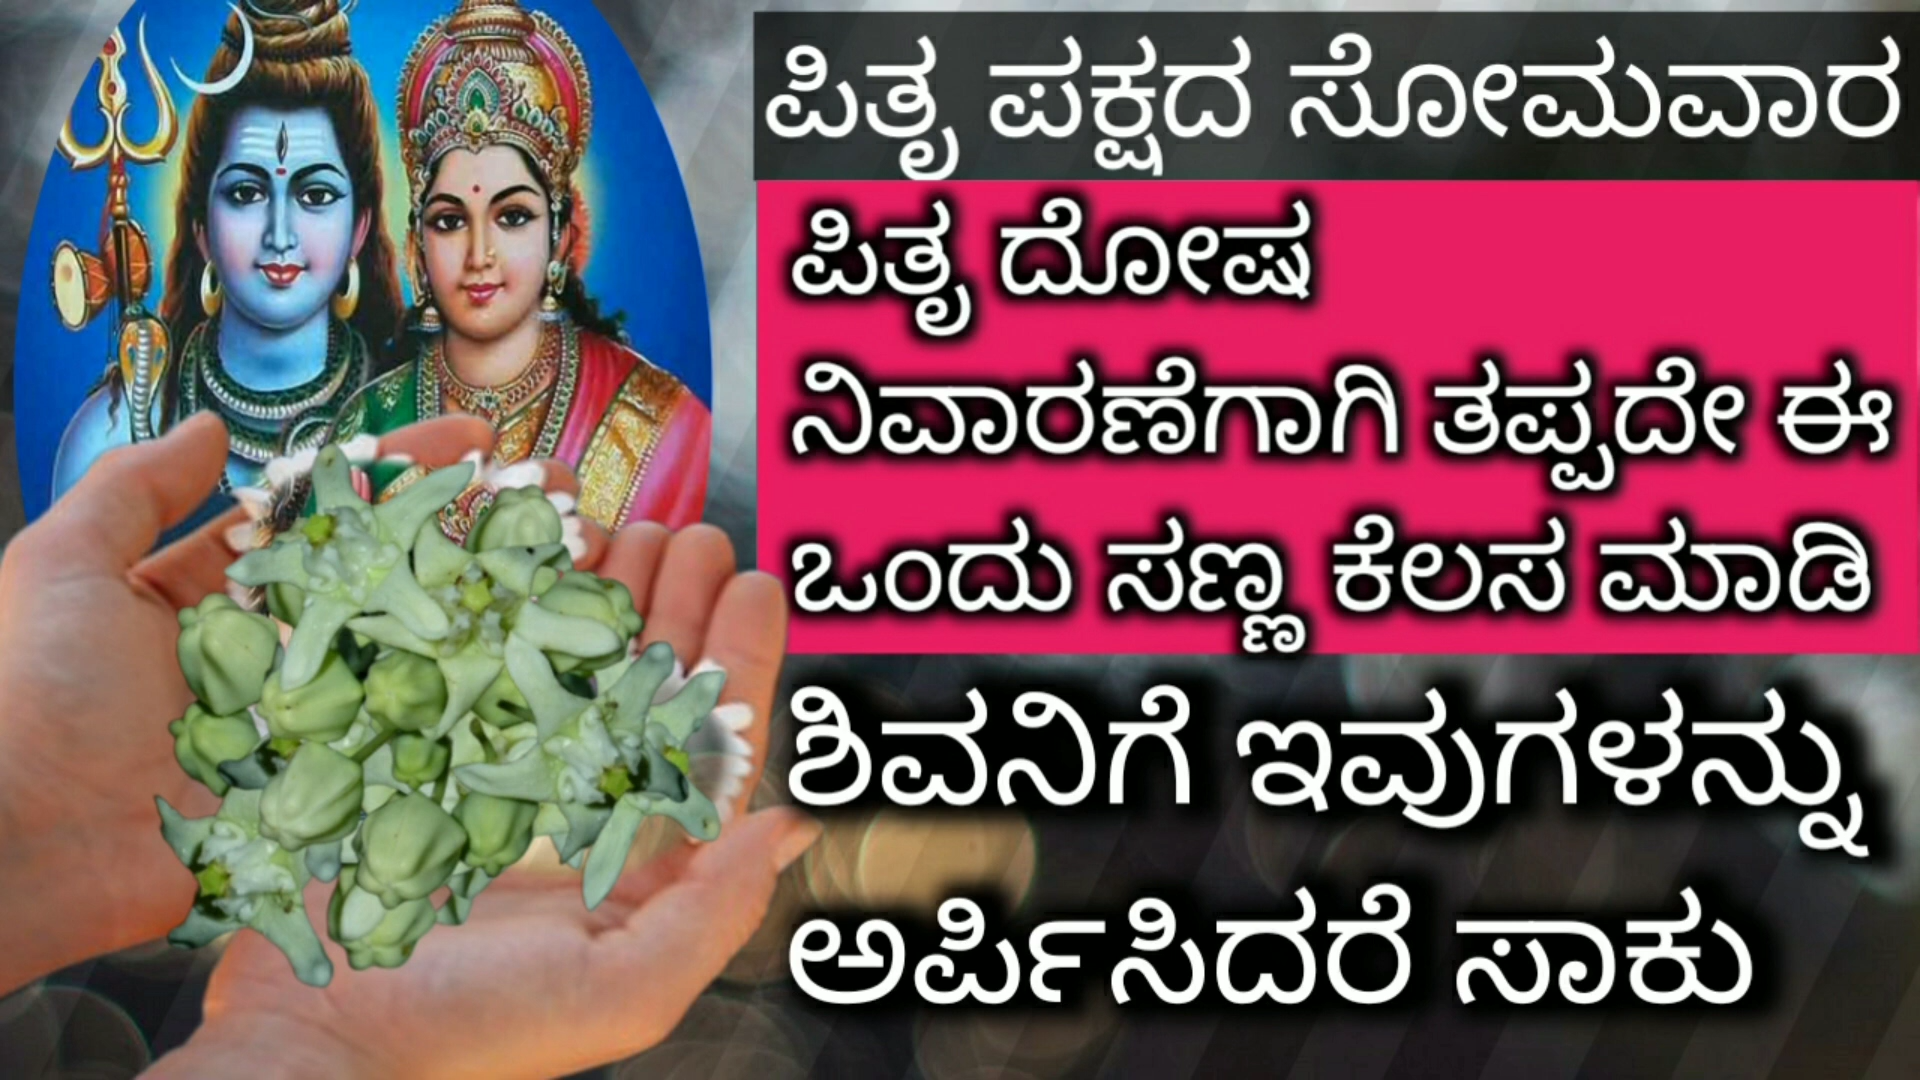 ಪಿತೃ ಪಕ್ಷದ ಸೋಮವಾರ
ಪಿತೃ ದೋಷ
ನಿವಾರಣೆಗಾಗಿ ತಪ್ಪದೇ ಈ
ಒಂದು ಸಣ್ಣ ಕೆಲಸ ಮಾಡಿ
ಶಿವನಿಗೆ ಇವುಗಳನ್ನು
ಅರ್ಪಿಸಿದರೆ ಸಾಕು